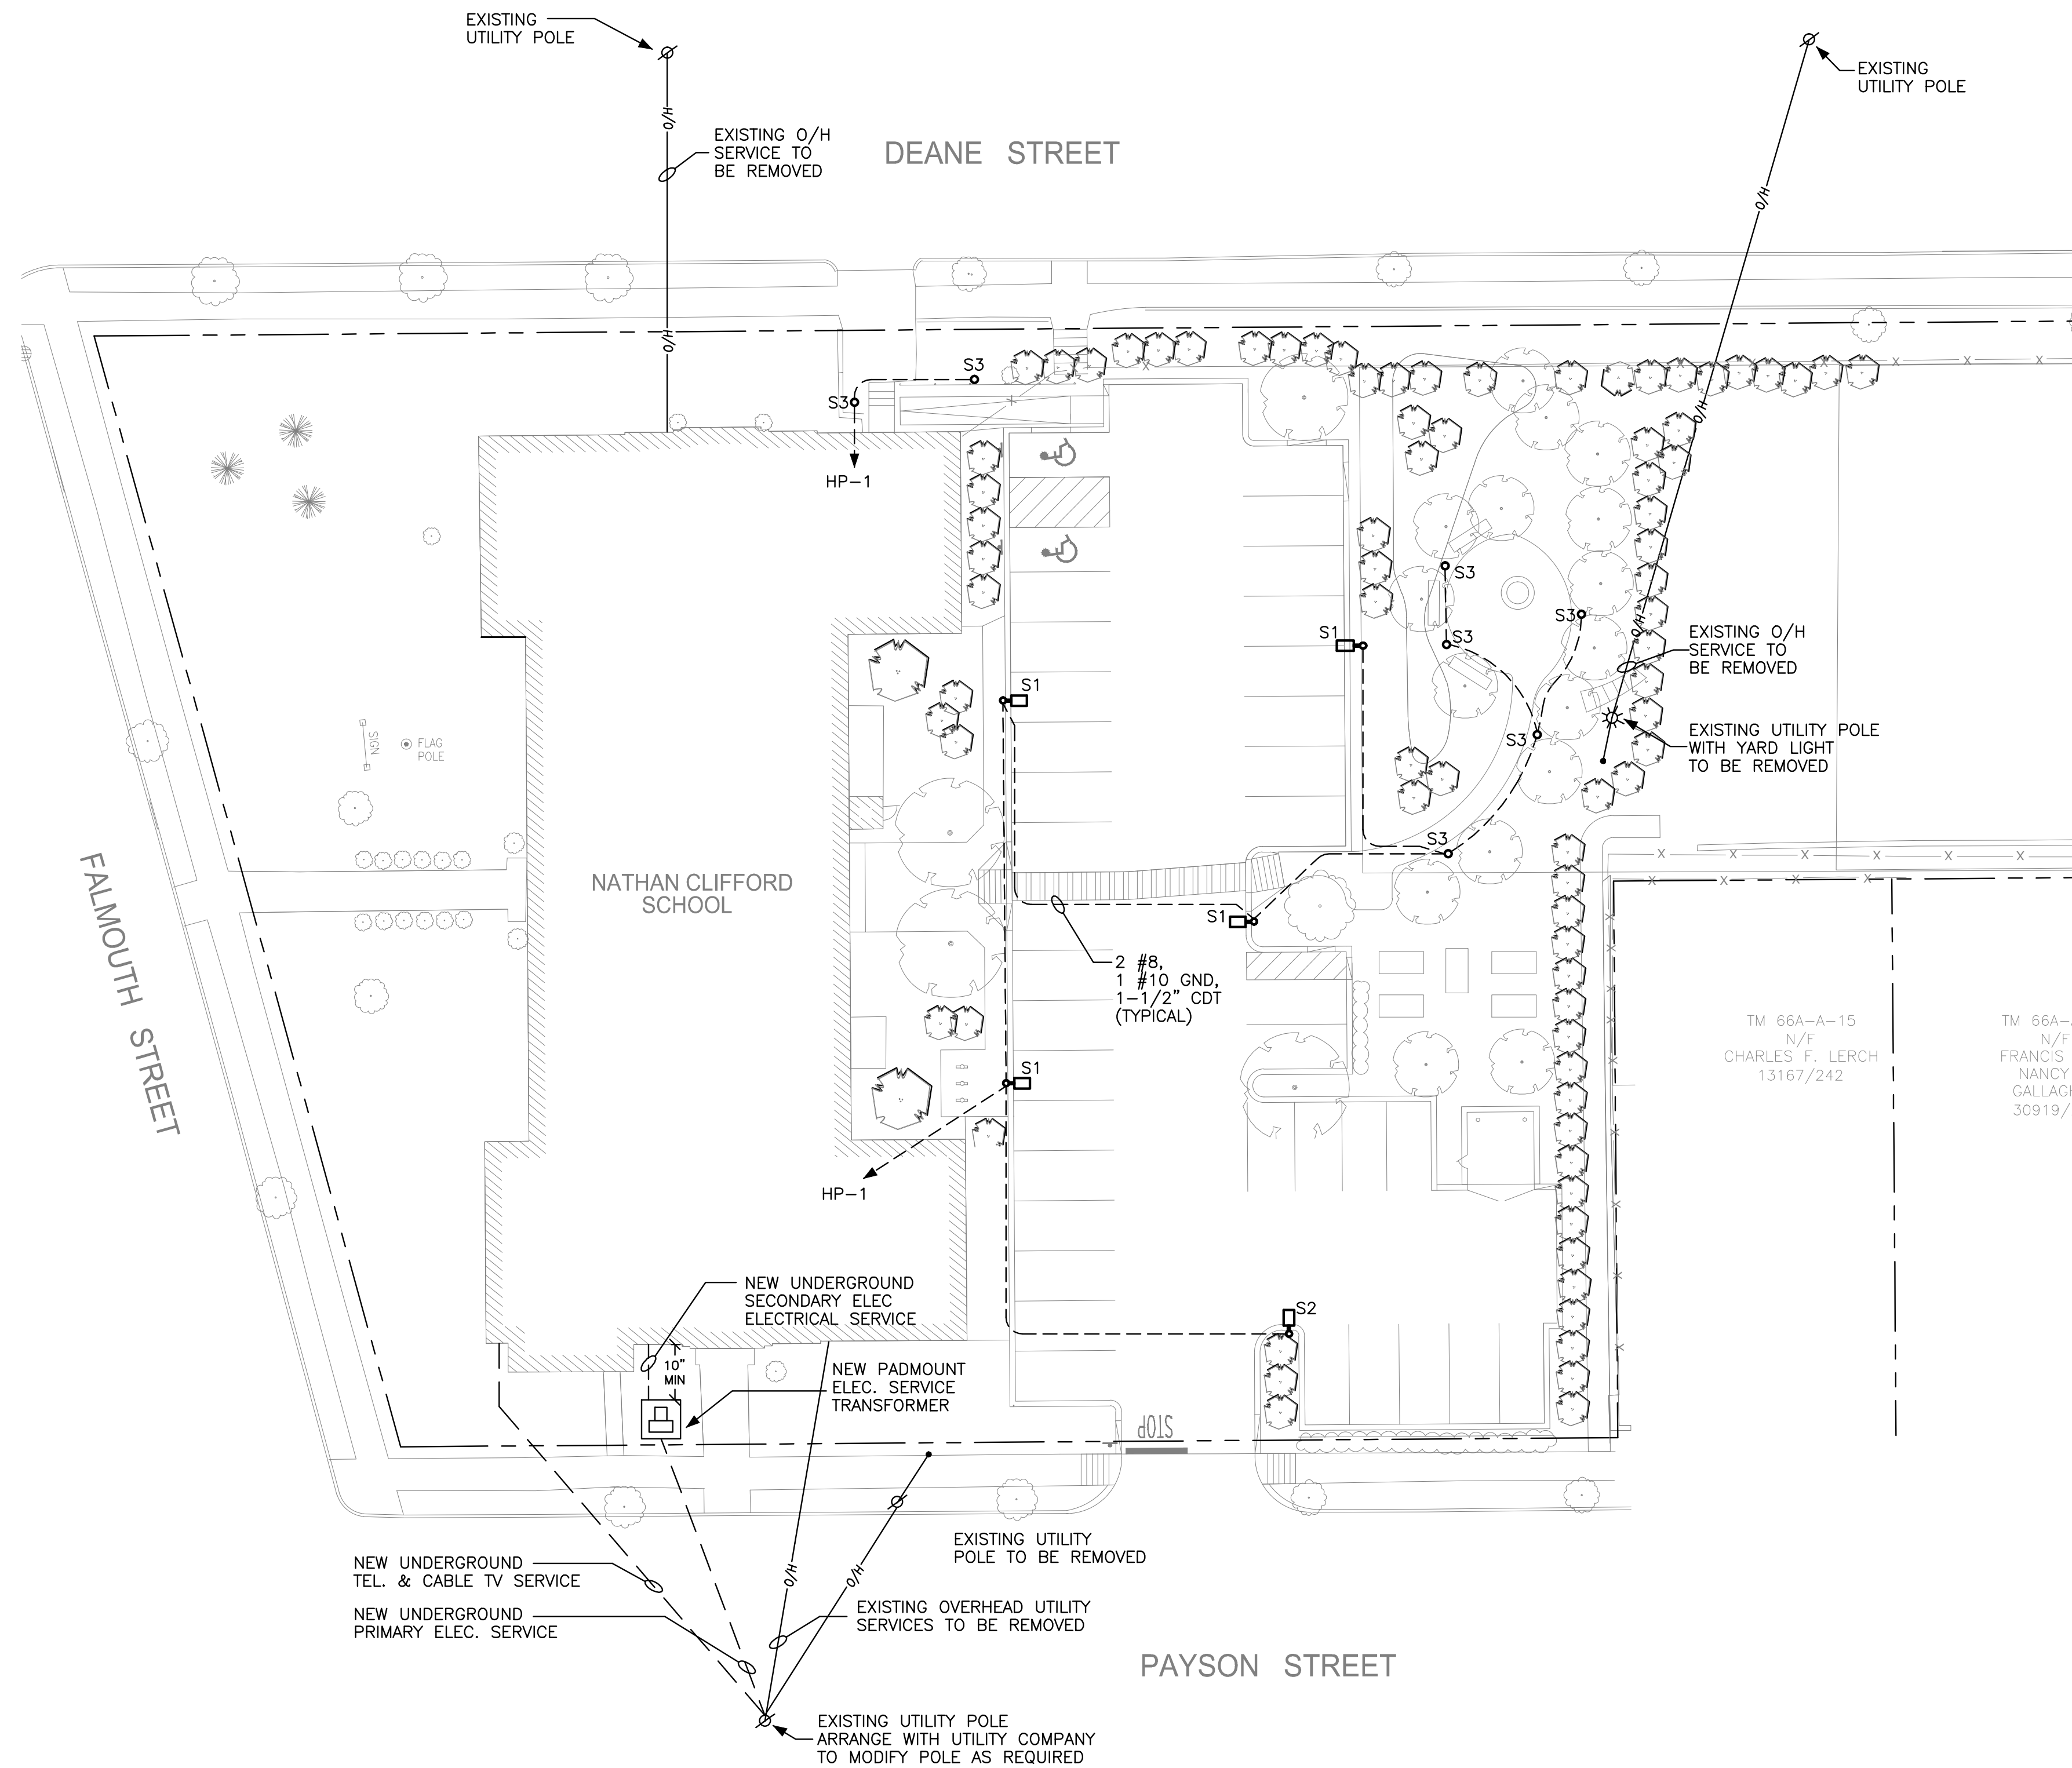 EXISTING
UTILITY POLE
EXISTING
UTILITY POLE
O/H
EXISTING O/H
SERVICE TO
BE REMOVED
DEANE STREET
O/H
O/H
S3
S3
HP-1
O/H
S3
S3
S3
O/H
EXISTING O/H
SERVICE TO
BE REMOVED
S1
S1
S3
EXISTING UTILITY POLE
WITH YARD LIGHT
TO BE REMOVED
SIGN
FLAG
POLE
S3
FALMOUTH STREET
NATHAN CLIFFORD
SCHOOL
S1
2 #8,
1 #10 GND,
1-1/2" CDT
(TYPICAL)
TM 66A-A-15
N/F
CHARLES F. LERCH
13167/242
TM 66A-
N/F
FRANCIS
NANCY
GALLAGH
30919/
S1
HP-1
NEW UNDERGROUND
SECONDARY ELEC
ELECTRICAL SERVICE
S2
10"
MIN
NEW PADMOUNT
ELEC. SERVICE
TRANSFORMER
STOP
EXISTING UTILITY
POLE TO BE REMOVED
NEW UNDERGROUND
TEL. & CABLE TV SERVICE
O/H
O/H
NEW UNDERGROUND
PRIMARY ELEC. SERVICE
EXISTING OVERHEAD UTILITY
SERVICES TO BE REMOVED
PAYSON STREET
EXISTING UTILITY POLE
ARRANGE WITH UTILITY COMPANY
TO MODIFY POLE AS REQUIRED